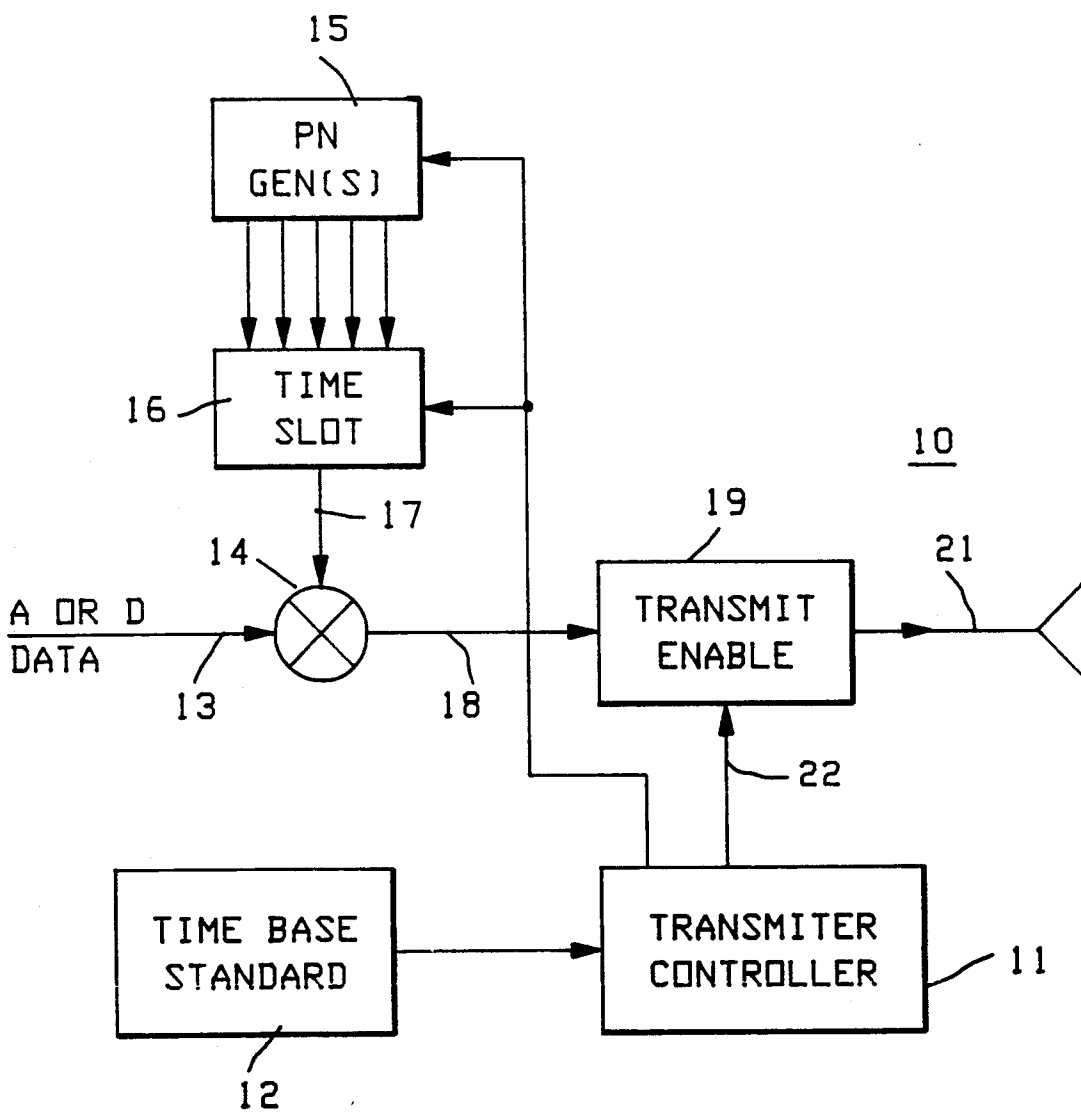 15
PN
GEN(S)
16
TIME
SLOT
10
17
19
14
21
A OR D
DATA
TRANSMIT
ENABLE
13
18
22
TIME BASE
STANDARD
TRANSMITER
CONTROLLER
11
12